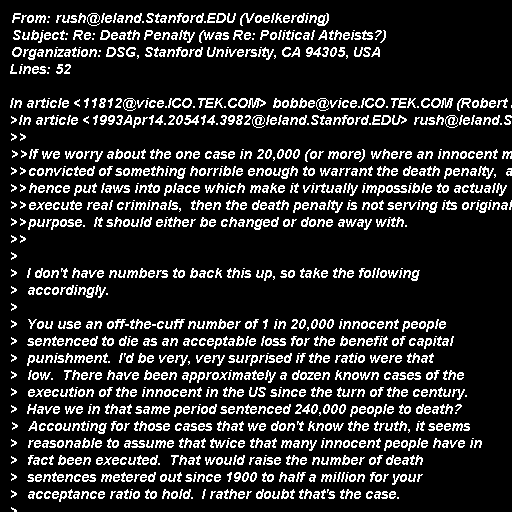 From: rush@leland.Stanford.EDU (Voelkerding)
Subject: Re: Death Penalty (was Re: Political Atheists?)
Organization: DSG, Stanford University, CA 94305, USA
Lines: 52

In article <11812@vice.ICO.TEK.COM> bobbe@vice.ICO.TEK.COM (Robert
>In article <1993Apr14.205414.3982@leland.Stanford.EDU> rush@leland.S
>>
>>If we worry about the one case in 20,000 (or more) where an innocent m
>>convicted of something horrible enough to warrant the death penalty, a
>>hence put laws into place which make it virtually impossible to actually
>>execute real criminals, then the death penalty is not serving its original
>>purpose. It should either be changed or done away with.
>>
>
> I don't have numbers to back this up, so take the following
> accordingly.
>
> You use an off-the-cuff number of 1 in 20,000 innocent people
> sentenced to die as an acceptable loss for the benefit of capital
> punishment. I'd be very, very surprised if the ratio were that
> low. There have been approximately a dozen known cases of the
> execution of the innocent in the US since the turn of the century.
> Have we in that same period sentenced 240,000 people to death?
> Accounting for those cases that we don't know the truth, it seems
> reasonable to assume that twice that many innocent people have in
> fact been executed. That would raise the number of death
> sentences metered out since 1900 to half a million for your
> acceptance ratio to hold. I rather doubt that's the case.
>